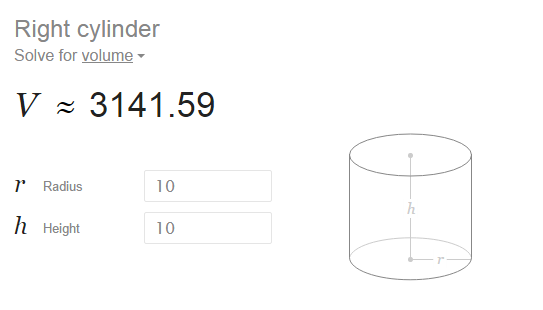 Right cylinder
Solve for volume
V ≈ 3141.59
r Radius 10
h Height 10
h
r